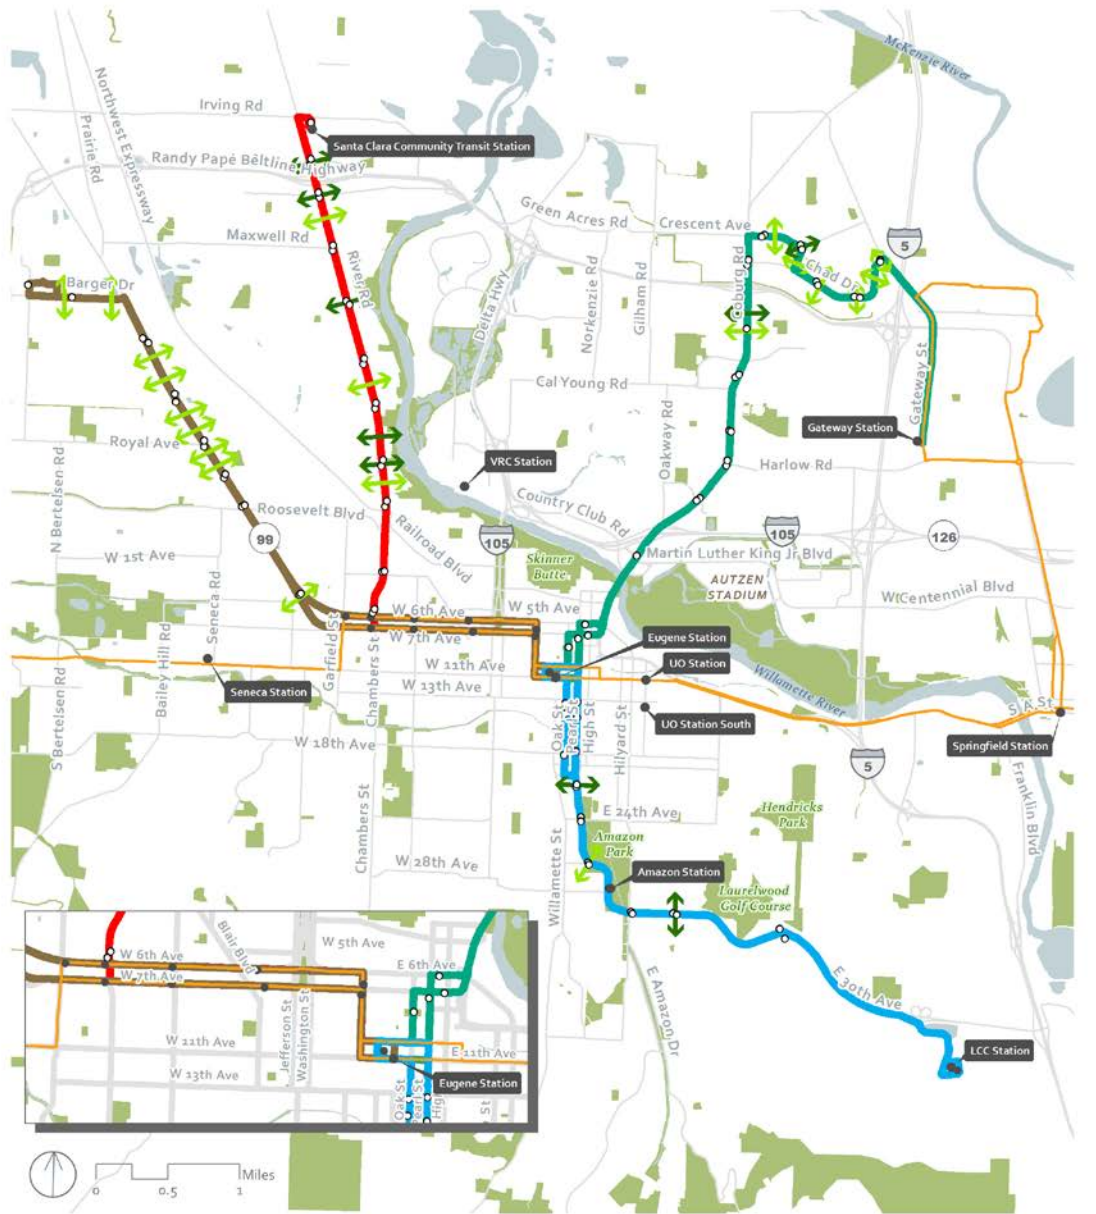 McKenzie River
Irving Rd
Northwest Expressway
Prairie Rd
Santa Clara Community Transit Station
Randy Papé Beltline Highway
Green Acres Rd
Crescent Ave
Maxwell Rd
River Rd
5
Chad Dr
Coburg Rd
Barger Dr
Delta Hwy
Norkenzie Rd
Gilham Rd
Gateway St
Cal Young Rd
Oakway Rd
Gateway Station
Royal Ave
VRC Station
Harlow Rd
N Bertelsen Rd
Roosevelt Blvd
Country Club Rd
Railroad Blvd
99
105
105
126
W 1st Ave
Skinner
Butte
Martin Luther King Jr Blvd
AUTZEN
STADIUM
W Centennial Blvd
Seneca Rd
W 6th Ave
W 5th Ave
W 7th Ave
Eugene Station
Bailey Hill Rd
Garfield St
Chambers St
W 11th Ave
UO Station
Seneca Station
W 13th Ave
Willamette River
S Bertelsen Rd
Oak St
Pearl St
High St
Hilyard St
UO Station South
S A St
W 18th Ave
Springfield Station
5
Franklin Blvd
Chambers St
E 24th Ave
Hendricks
Park
Amazon
Park
W 28th Ave
Willamette St
Amazon Station
Laurelwood
Golf Course
E 30th Ave
E Amazon Dr
LCC Station
Blair Blvd
W 5th Ave
W 6th Ave
E 6th Ave
W 7th Ave
Jefferson St
Washington St
W 11th Ave
E 11th Ave
W 13th Ave
Eugene Station
Oak St
Pearl St
High
St
Miles
0
0.5
1